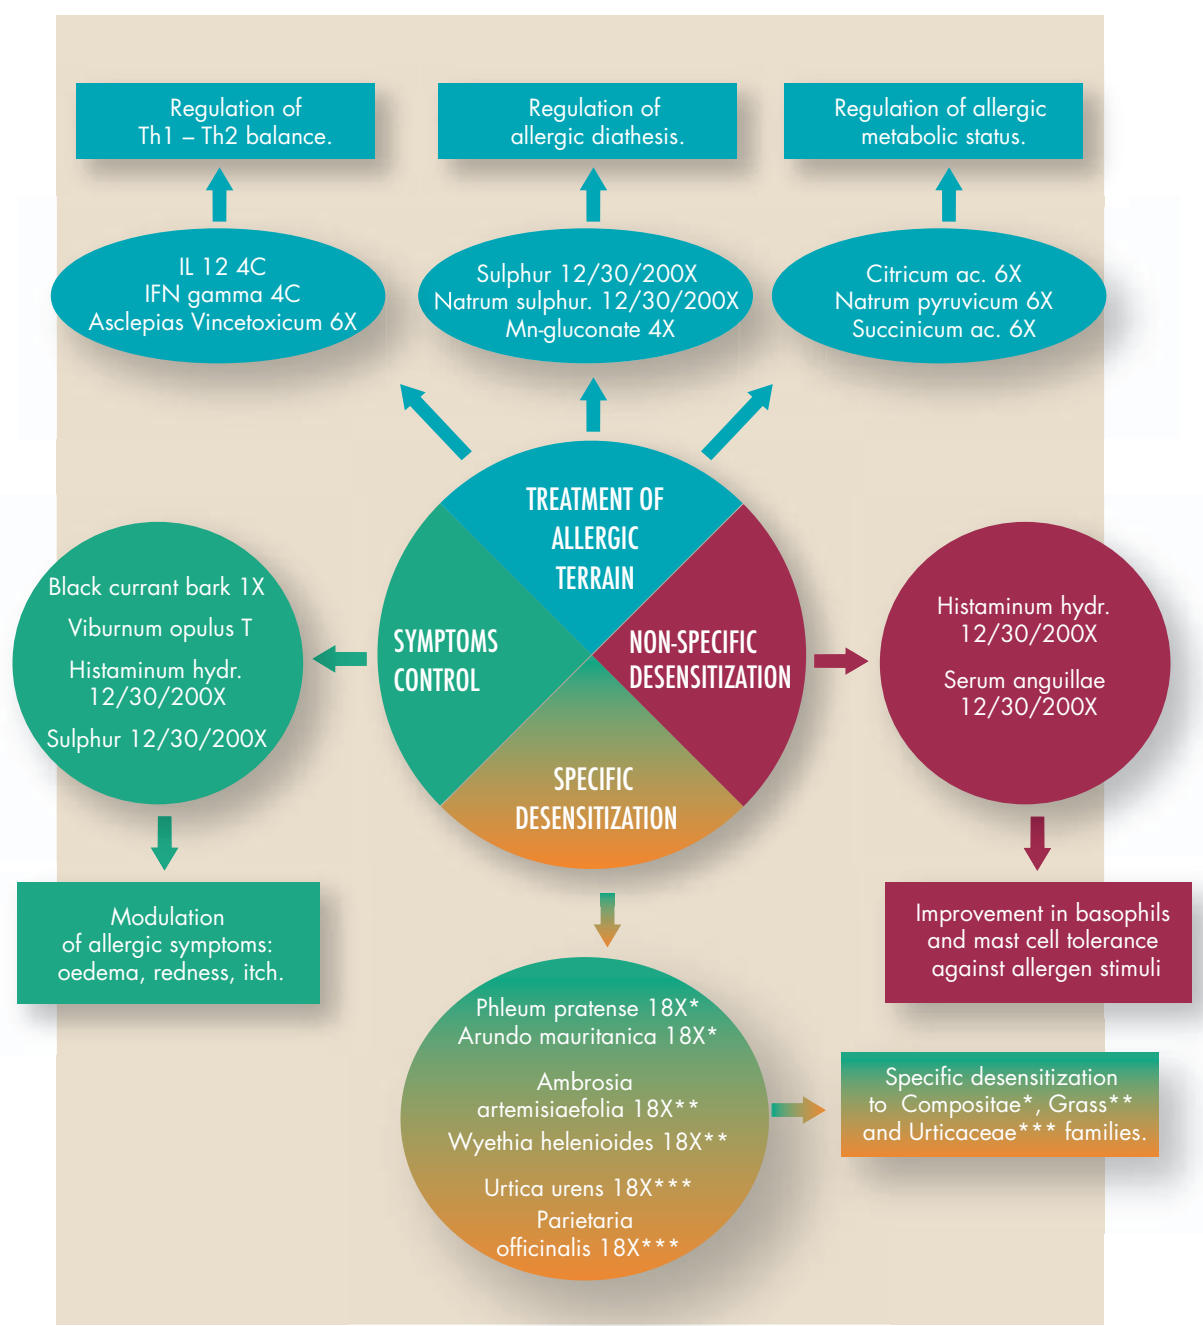 Regulation of
Th1 – Th2 balance.
Regulation of
allergic diathesis.
Regulation of allergic
metabolic status.
IL 12 4C
IFN gamma 4C
Asclepias Vincetoxicum 6X
Sulphur 12/30/200X
Natrum sulphur. 12/30/200X
Mn-gluconate 4X
Citricum ac. 6X
Natrum pyruvicum 6X
Succinicum ac. 6X
TREATMENT OF
ALLERGIC
TERRAIN
SYMPTOMS
CONTROL
NON-SPECIFIC
DESENSITIZATION
SPECIFIC
DESENSITIZATION
Black currant bark 1X
Viburnum opulus T
Histaminum hydr.
12/30/200X
Sulphur 12/30/200X
Histaminum hydr.
12/30/200X
Serum anguillae
12/30/200X
Modulation
of allergic symptoms:
oedema, redness, itch.
Improvement in basophils
and mast cell tolerance
against allergen stimuli
Phleum pratense 18X*
Arundo mauritanica 18X*
Ambrosia
artemisiaefolia 18X**
Wyethia helenioides 18X**
Urtica urens 18X***
Parietaria
officinalis 18X***
Specific desensitization
to Compositae*, Grass**
and Urticaceae*** families.